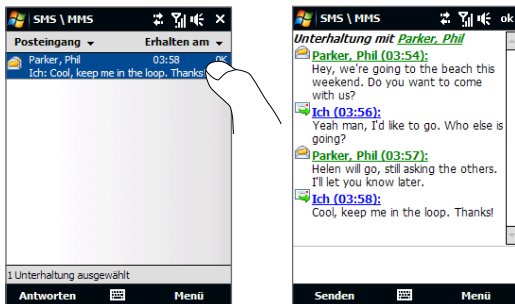 SMS \ MMS
Posteingang Erhalten am
Parker, Phil 03:58 0K
Ich: Cool, keep me in the loop. Thanks!
1 Unterhaltung ausgewählt
Antworten Menü
SMS \ MMS ok
Unterhaltung mit Parker, Phil
Parker, Phil (03:54):
Hey, we're going to the beach this
weekend. Do you want to come
with us?
Ich (03:56):
Yeah man, I'd like to go. Who else is
going?
Parker, Phil (03:57):
Helen will go, still asking the others.
I'll let you know later.
Ich (03:58):
Cool, keep me in the loop. Thanks!
Senden Menü